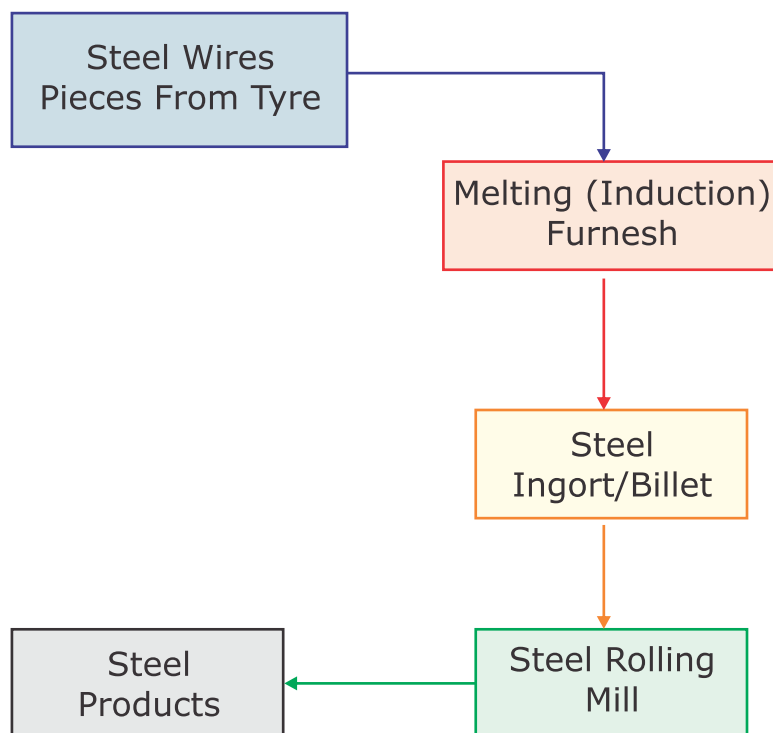 Steel Wires
Pieces From Tyre
Melting (Induction)
Furnesh
Steel
Ingort/Billet
Steel Rolling
Mill
Steel
Products